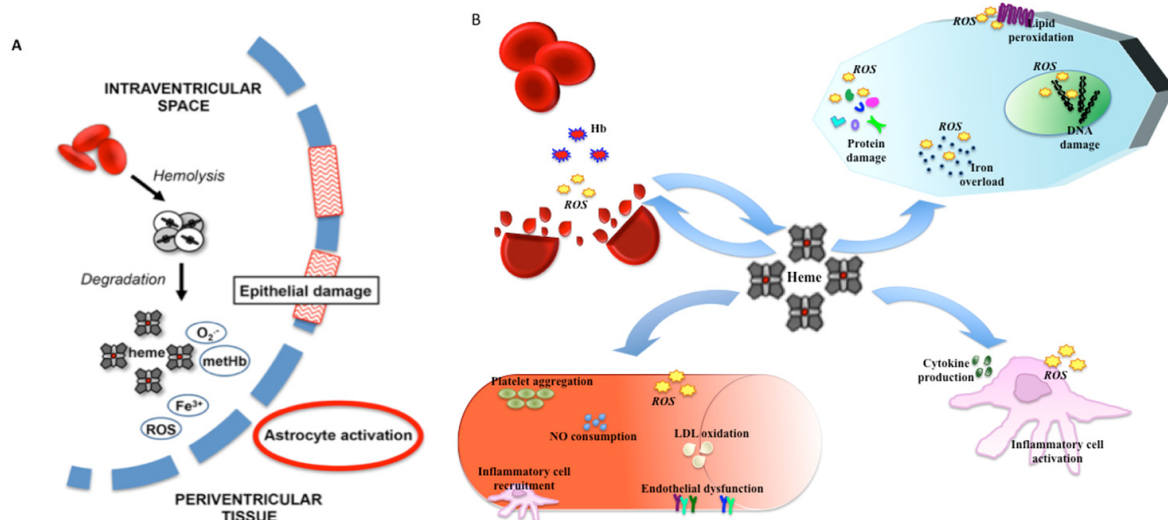 A
INTRAVENTRICULAR
SPACE
Hemolysis
Degradation
Epithelial damage
heme
O₂·-
metHb
Fe³⁺
ROS
Astrocyte activation
PERIVENTRICULAR
TISSUE
B
Hb
ROS
Heme
ROS
Lipid
peroxidation
ROS
Protein
damage
ROS
DNA
damage
ROS
Iron
overload
Platelet aggregation
ROS
NO consumption
LDL oxidation
Inflammatory cell
recruitment
Endothelial dysfunction
Cytokine
production
ROS
Inflammatory cell
activation